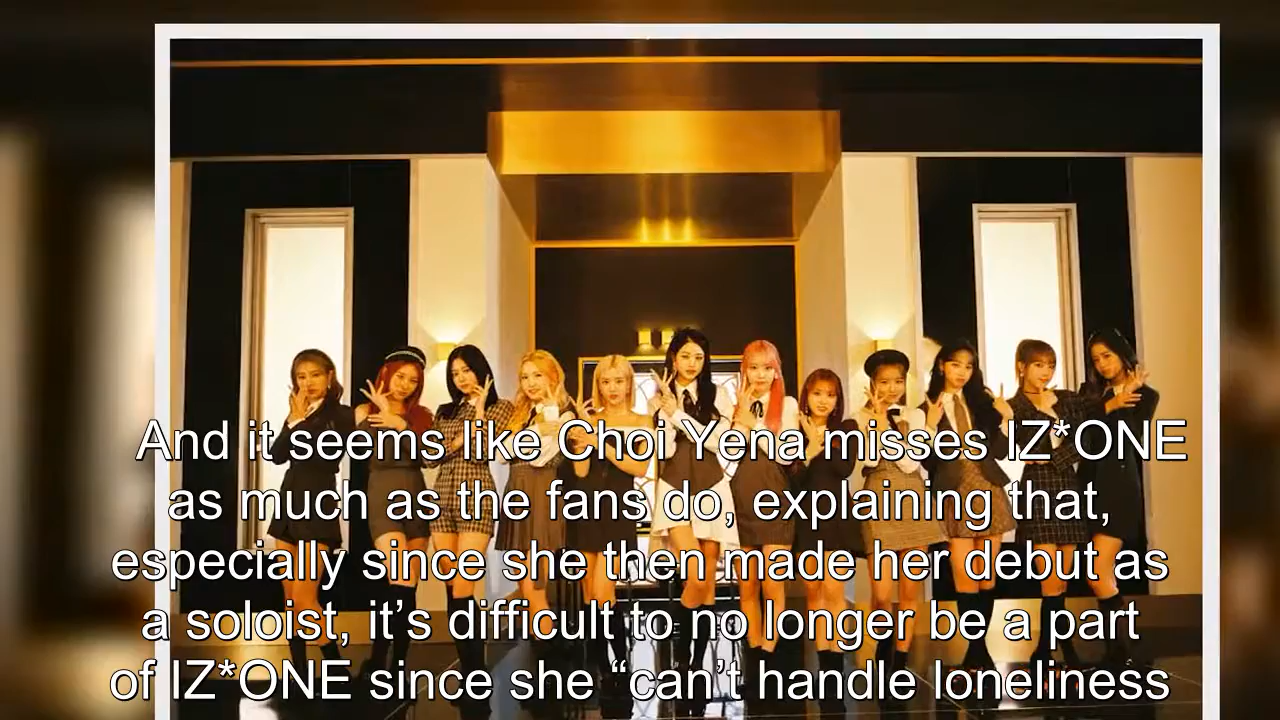 And it seems like Choi Yena misses IZ*ONE
as much as the fans do, explaining that,
especially since she then made her debut as
a soloist, it’s difficult to no longer be a part
of IZ*ONE since she “can’t handle loneliness